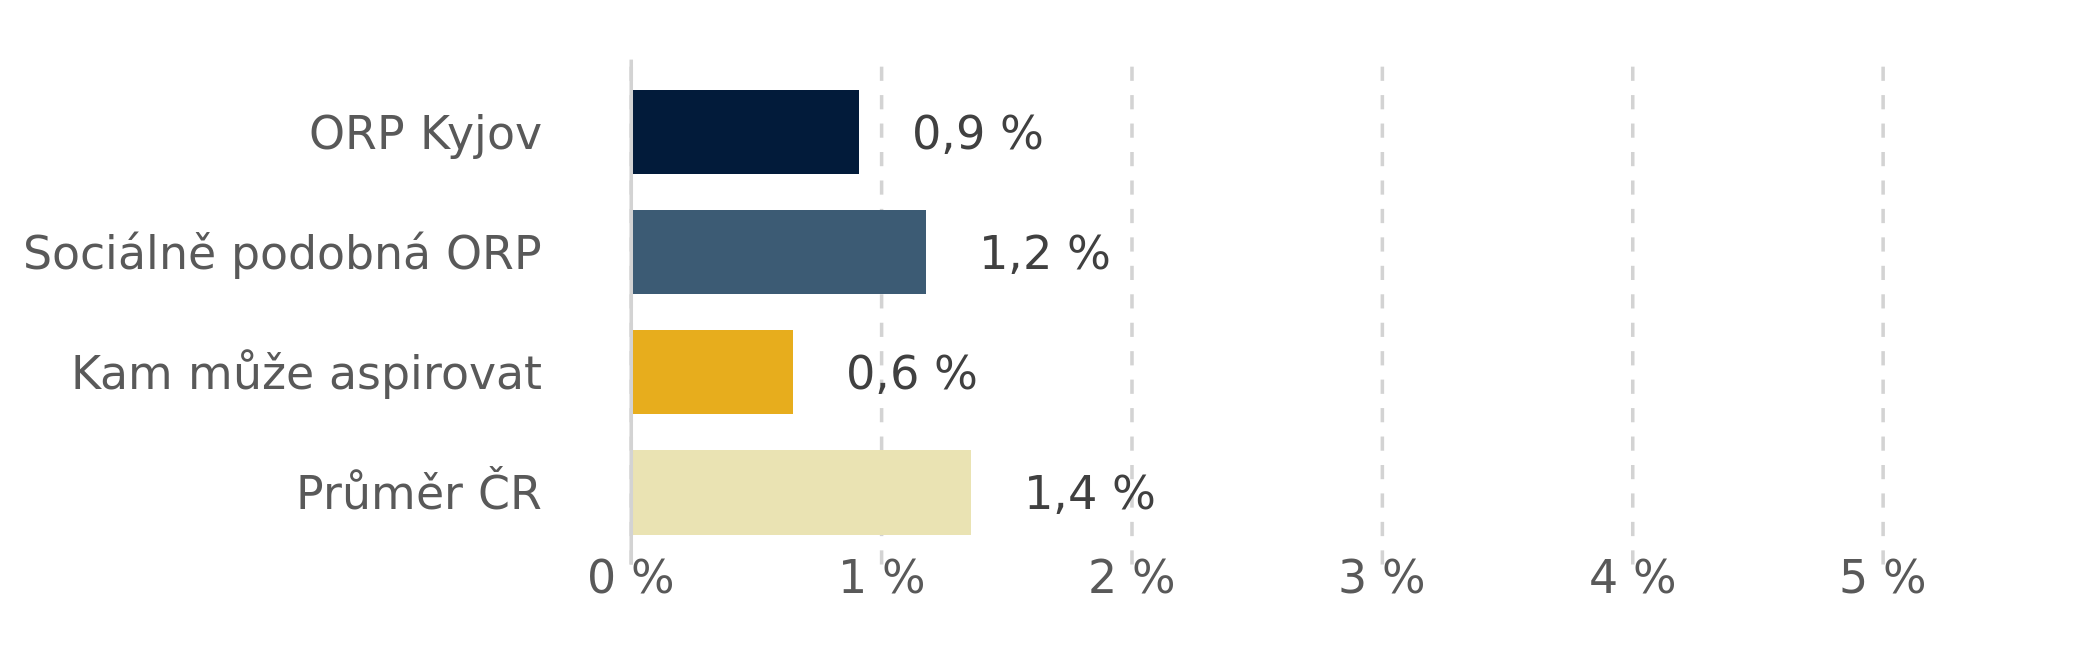 ORP Kyjov 0,9 %
Sociálně podobná ORP 1,2 %
Kam může aspirovat 0,6 %
Průměr ČR 1,4 %
0 % 1 % 2 % 3 % 4 % 5 %